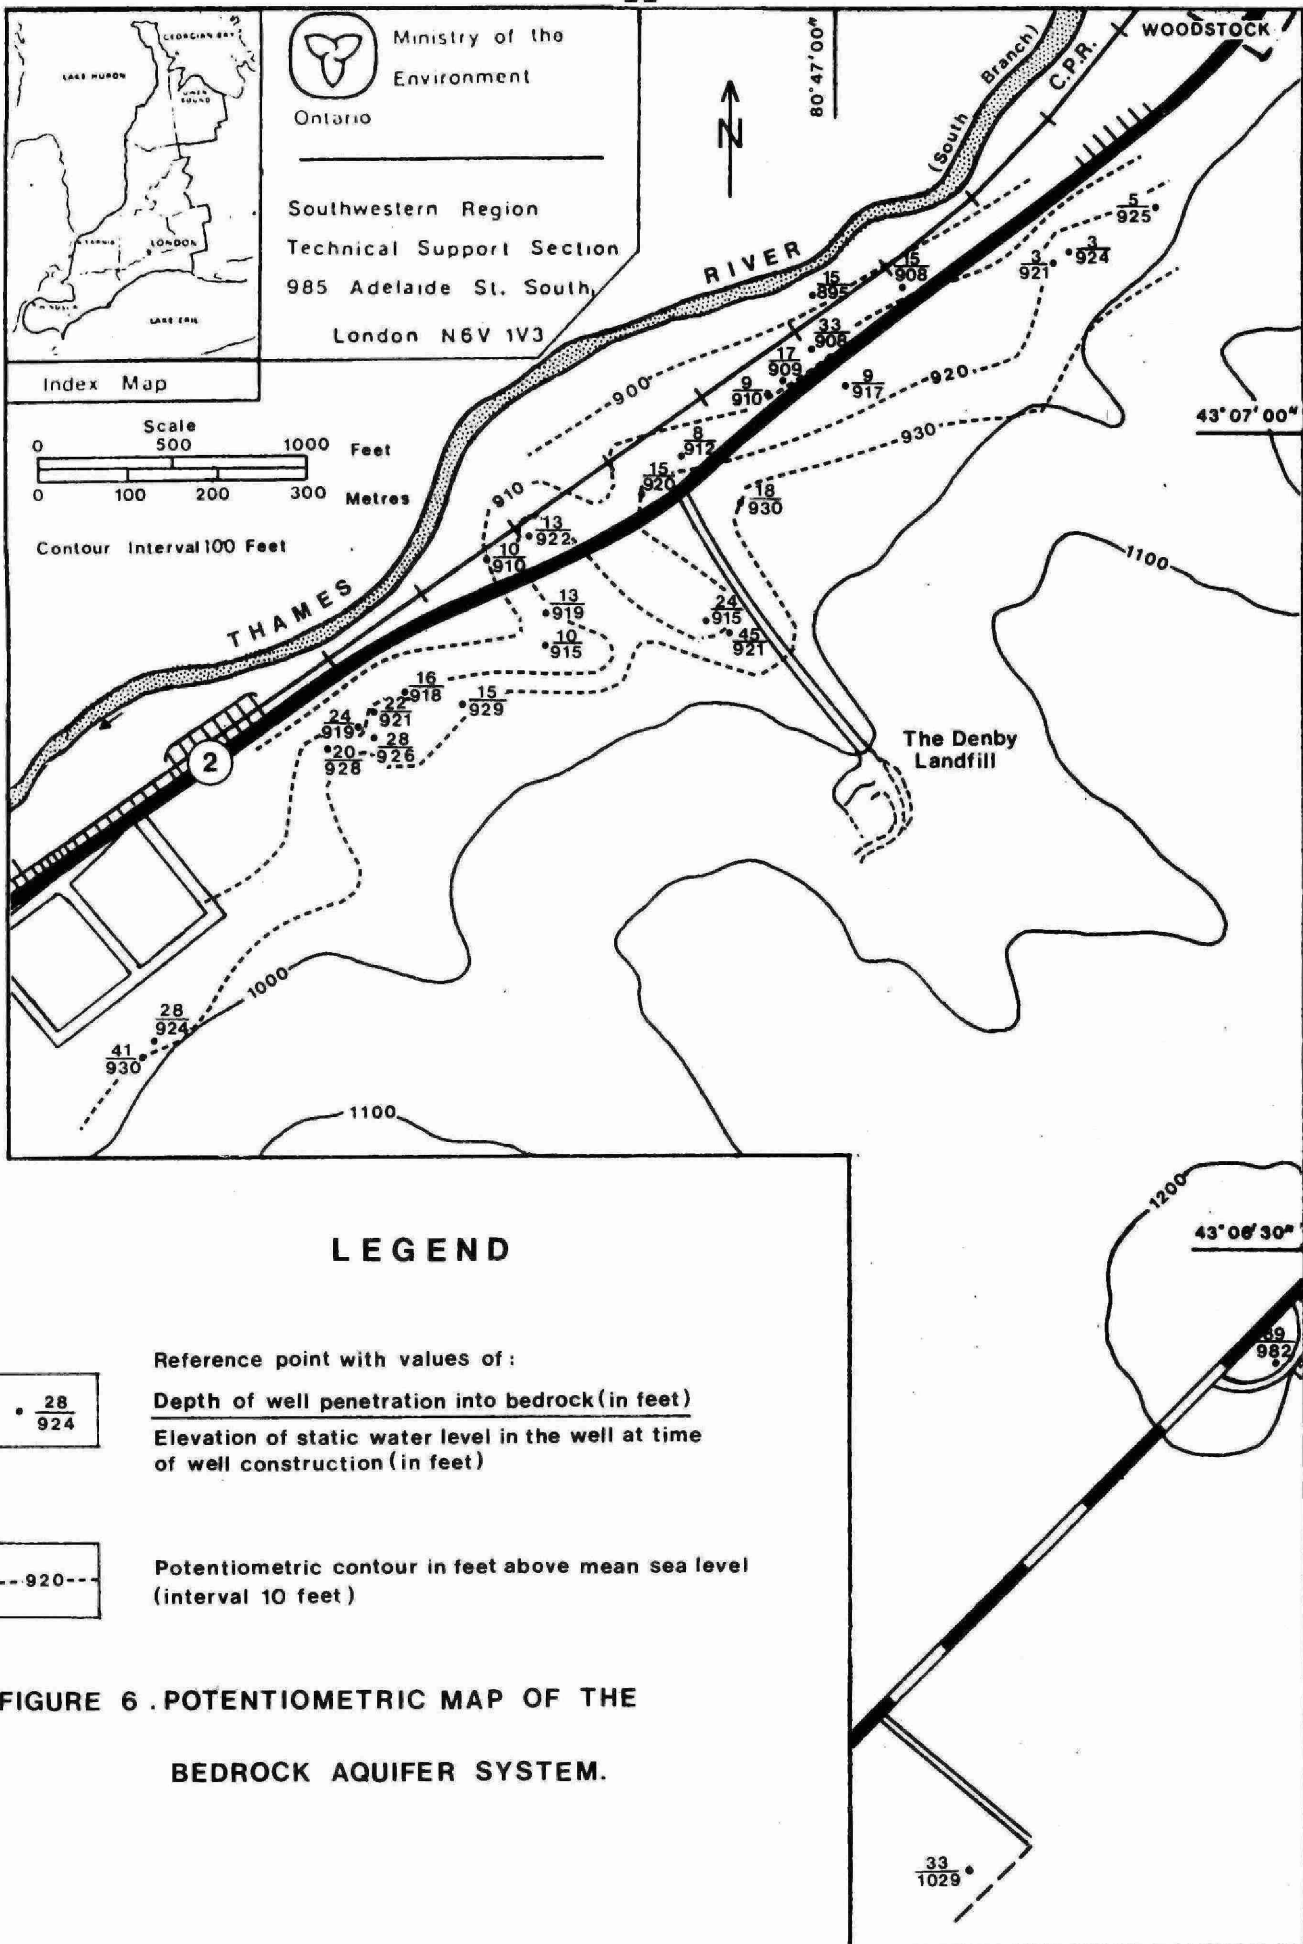 GEORGIAN BAY
LAKE HURON
OWEN
SOUND
SARNIA
LONDON
LAKE ERIE
Index Map
Ontario
Ministry of the
Environment
Southwestern Region
Technical Support Section
985 Adelaide St. South,
London N6V 1V3
N
80°47'00"
(South Branch)
C.P.R.
WOODSTOCK
Scale
0 500 1000 Feet
0 100 200 300 Metres
Contour Interval 100 Feet
THAMES RIVER
5
925
3
924
3
921
15
908
15
895
33
908
17
909
9
910
9
917
900
920
930
43°07'00"
8
912
15
920
18
930
910
13
922
10
910
1100
13
919
10
915
24
915
45
921
16
918
15
929
22
921
24
919
28
926
20
928
2
The Denby
Landfill
1000
28
924
41
930
1100
1200
43°06'30"
982
33
1029
LEGEND
Reference point with values of :
28
924
Depth of well penetration into bedrock (in feet)
Elevation of static water level in the well at time
of well construction (in feet)
--920---
Potentiometric contour in feet above mean sea level
(interval 10 feet)
FIGURE 6 . POTENTIOMETRIC MAP OF THE
BEDROCK AQUIFER SYSTEM.